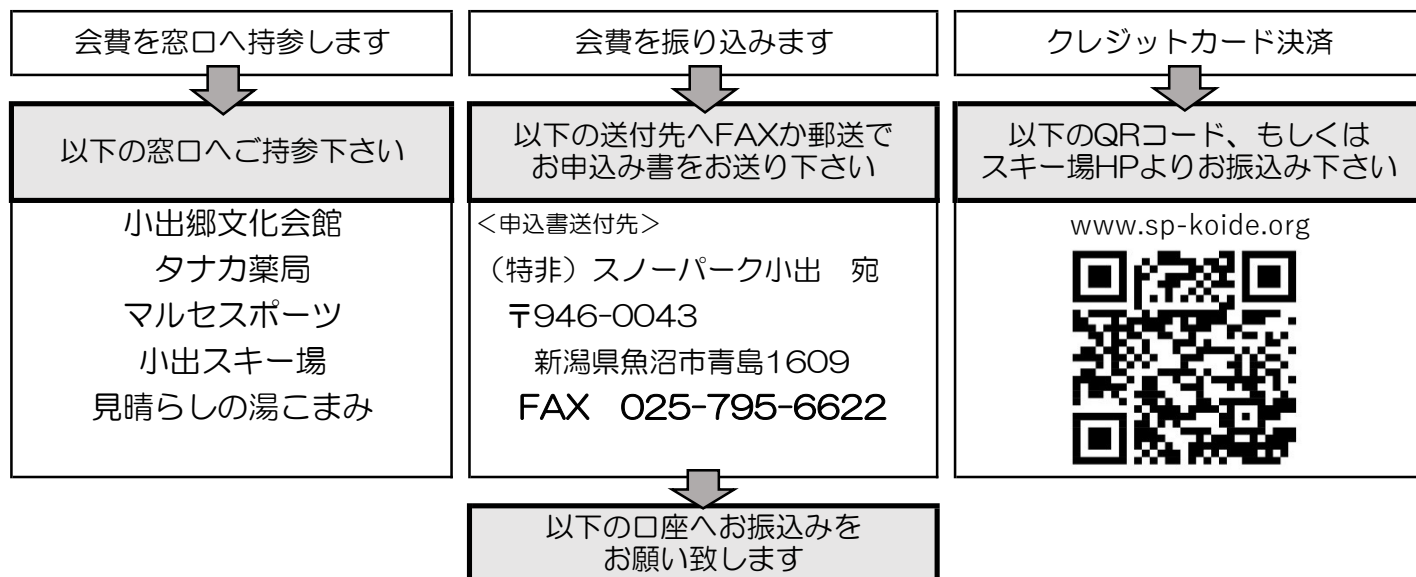 会費を窓口へ持参します
以下の窓口へご持参下さい
小出郷文化会館
タナカ薬局
マルセスポーツ
小出スキー場
見晴らしの湯こまみ
会費を振り込みます
以下の送付先へFAXか郵送で
お申込み書をお送り下さい
＜申込書送付先＞
（特非）スノーパーク小出　宛
〒946-0043
新潟県魚沼市青島1609
FAX　025-795-6622
以下の口座へお振込みを
お願い致します
クレジットカード決済
以下のQRコード、もしくは
スキー場HPよりお振込み下さい
www.sp-koide.org